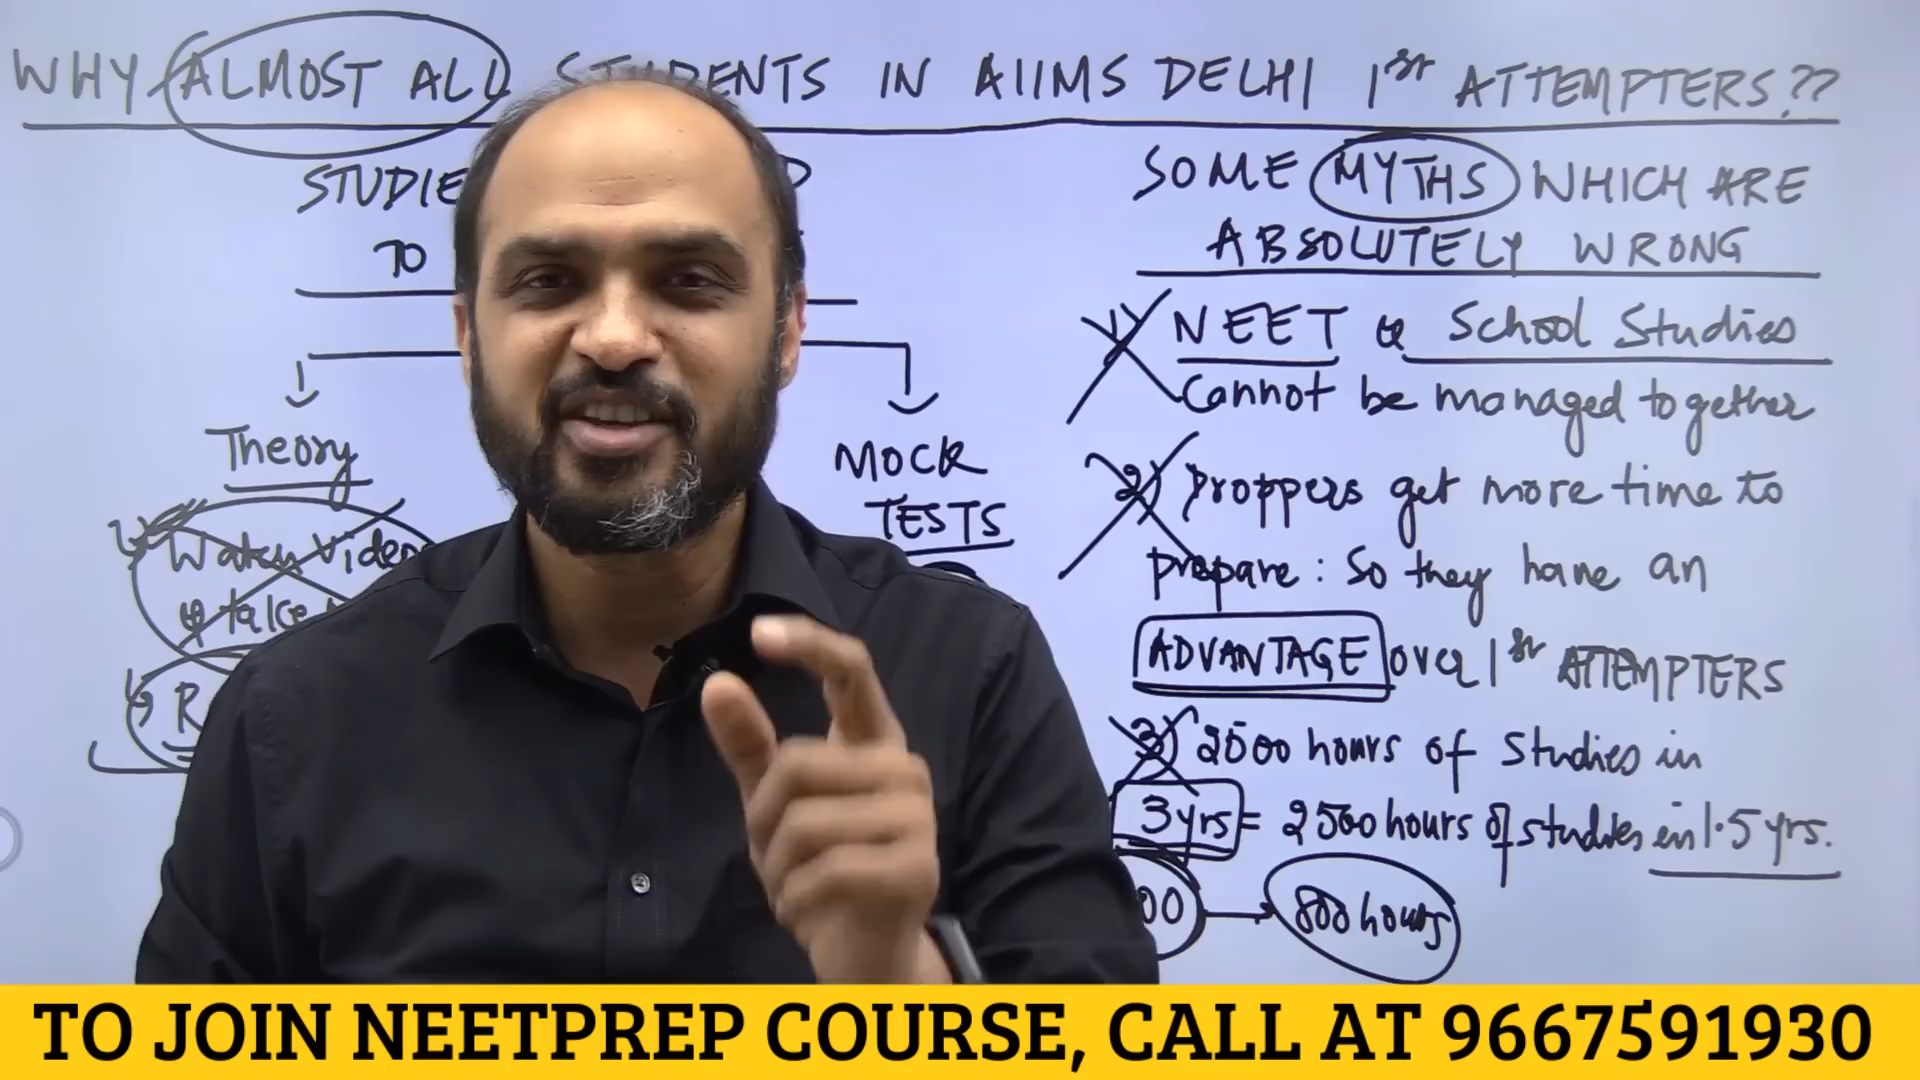 WHY ALMOST ALL STUDENTS IN AIIMS DELHI 1st ATTEMPTERS??
STUDIE
TO
Theory
Watch Video
& take
R
MOCK
TESTS
SOME MYTHS WHICH ARE
ABSOLUTELY WRONG
1) NEET & School Studies
Cannot be managed together
2) Droppers get more time to
prepare: So they have an
ADVANTAGE over 1st ATTEMPTERS
3) 2500 hours of Studies in
3yrs = 2500 hours of studies in 1.5 yrs.
00 → 800 hours
TO JOIN NEETPREP COURSE, CALL AT 9667591930